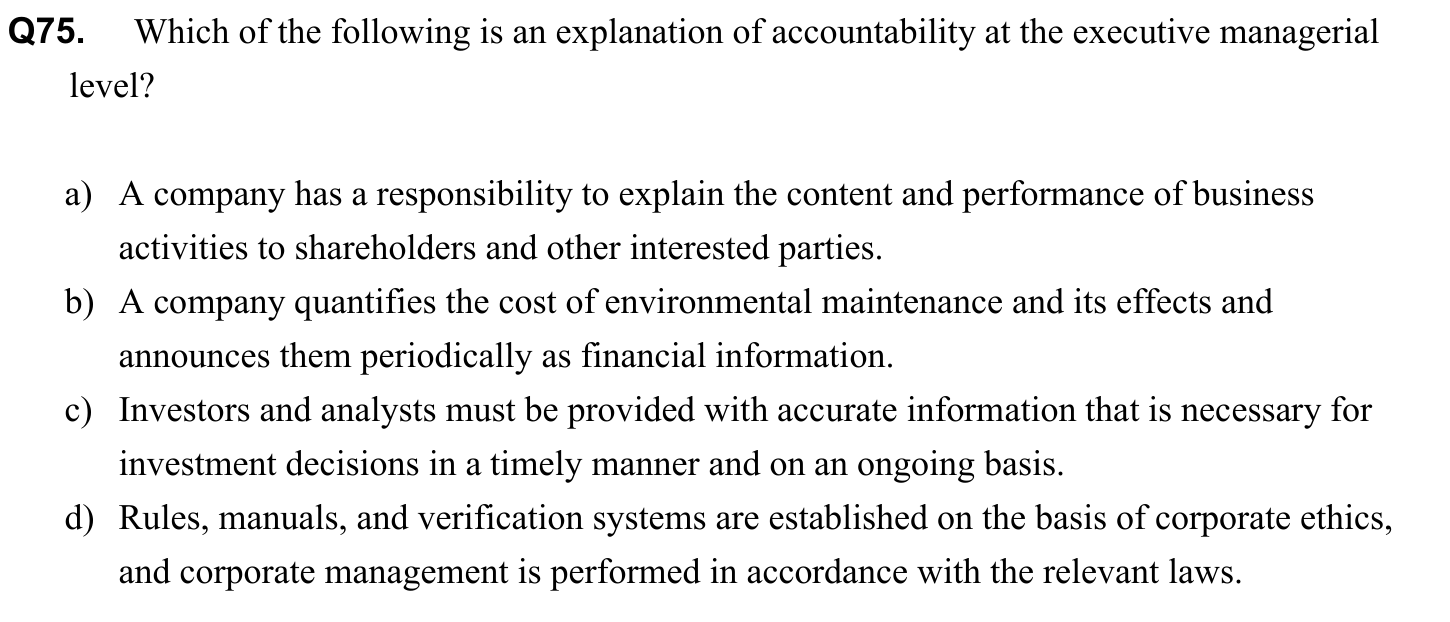 Q75. Which of the following is an explanation of accountability at the executive managerial
level?
a) A company has a responsibility to explain the content and performance of business
activities to shareholders and other interested parties.
b) A company quantifies the cost of environmental maintenance and its effects and
announces them periodically as financial information.
c) Investors and analysts must be provided with accurate information that is necessary for
investment decisions in a timely manner and on an ongoing basis.
d) Rules, manuals, and verification systems are established on the basis of corporate ethics,
and corporate management is performed in accordance with the relevant laws.